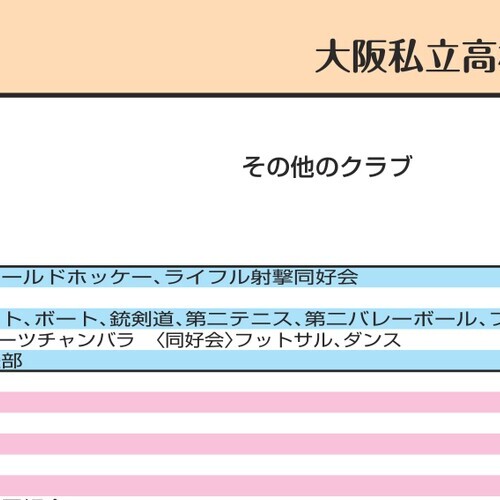 大阪私立高
その他のクラブ
ールドホッケー、ライフル射撃同好会
ト、ボート、銃剣道、第二テニス、第二バレーボール、
ーツチャンバラ 〈同好会〉フットサル、ダンス
部